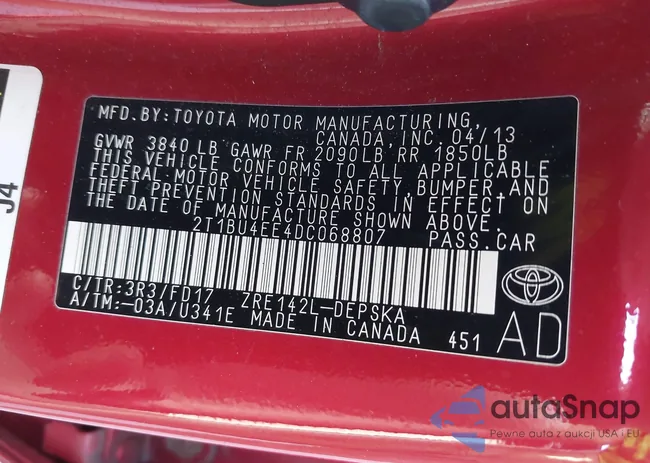 MFD. BY: TOYOTA MOTOR MANUFACTURING,
CANADA, INC. 04/13
GVWR 3840 LB GAWR FR 2090LB RR 1850LB
THIS VEHICLE CONFORMS TO ALL APPLICABLE
FEDERAL MOTOR VEHICLE SAFETY, BUMPER, AND
THEFT PREVENTION STANDARDS IN EFFECT ON
THE DATE OF MANUFACTURE SHOWN ABOVE.
2T1BU4EE4DC068807 PASS. CAR
C/TR: 3R3/FD17 ZRE142L-DEPSKA
A/TM: -03A/U341E MADE IN CANADA 451
AD
J4
autaSnap
Pewne auta z aukcji USA i EU